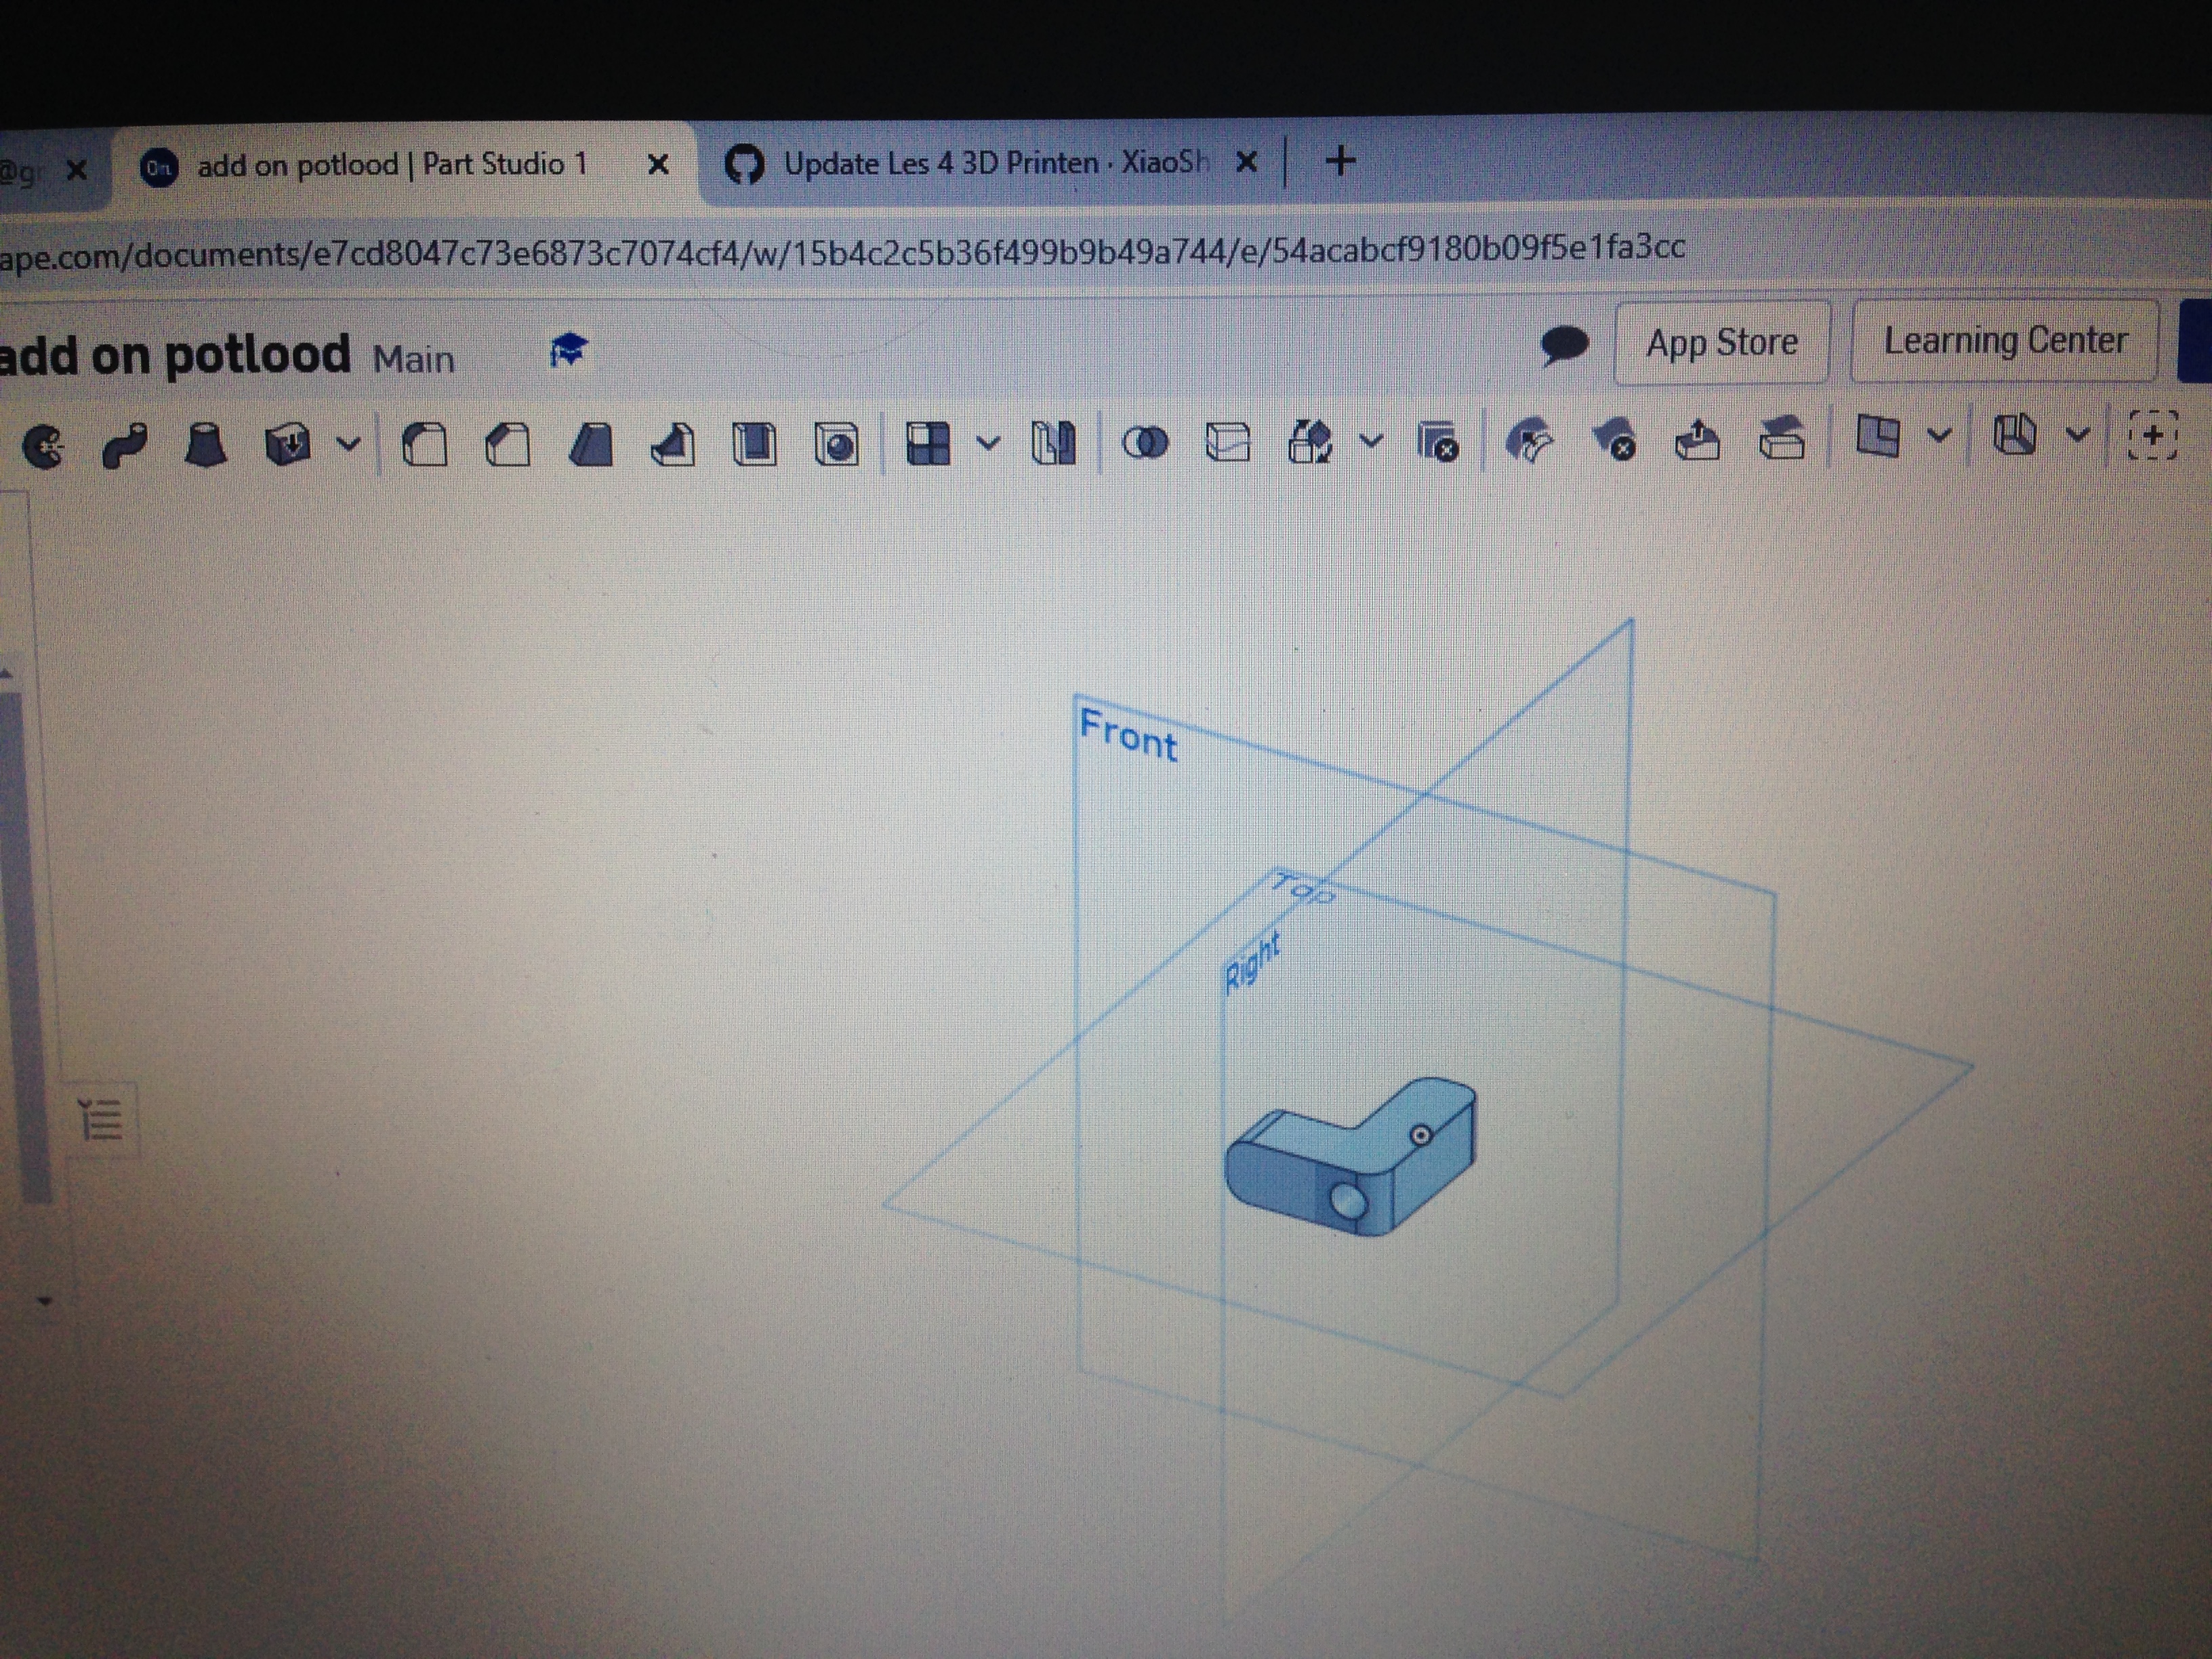 add on potlood | Part Studio 1
Update Les 4 3D Printen · XiaoSh
ape.com/documents/e7cd8047c73e6873c7074cf4/w/15b4c2c5b36f499b9b49a744/e/54acabcf9180b09f5e1fa3cc
add on potlood Main
App Store
Learning Center
Front
Top
Right